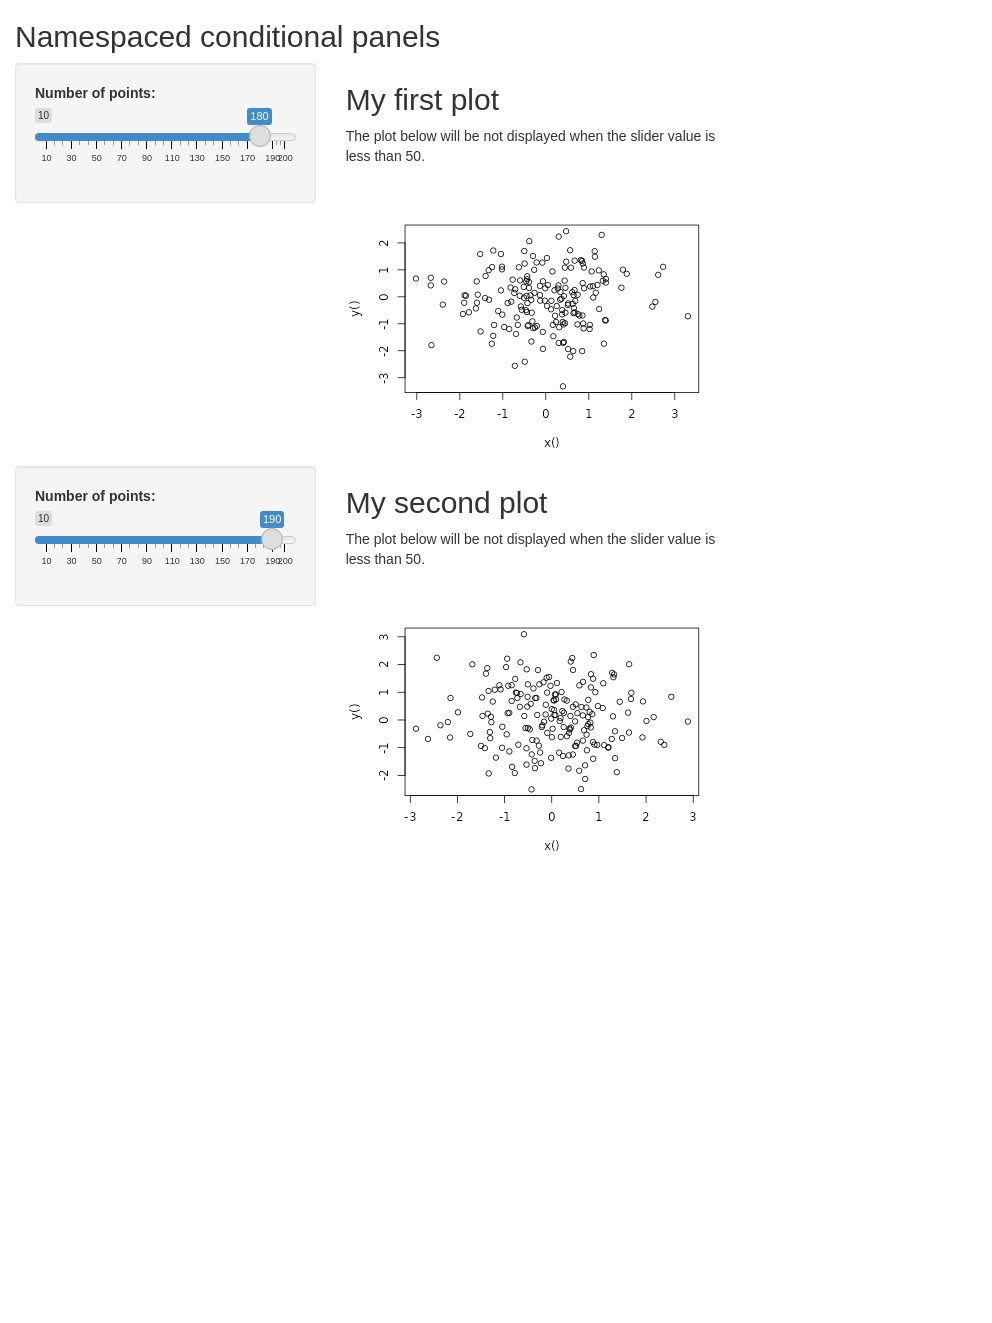 Namespaced conditional panels
Number of points:
10
180
10 30 50 70 90 110 130 150 170 190 200
My first plot
The plot below will be not displayed when the slider value is
less than 50.
2
1
0
-1
-2
-3
y()
-3 -2 -1 0 1 2 3
x()
Number of points:
10
190
10 30 50 70 90 110 130 150 170 190 200
My second plot
The plot below will be not displayed when the slider value is
less than 50.
3
2
1
0
-1
-2
y()
-3 -2 -1 0 1 2 3
x()